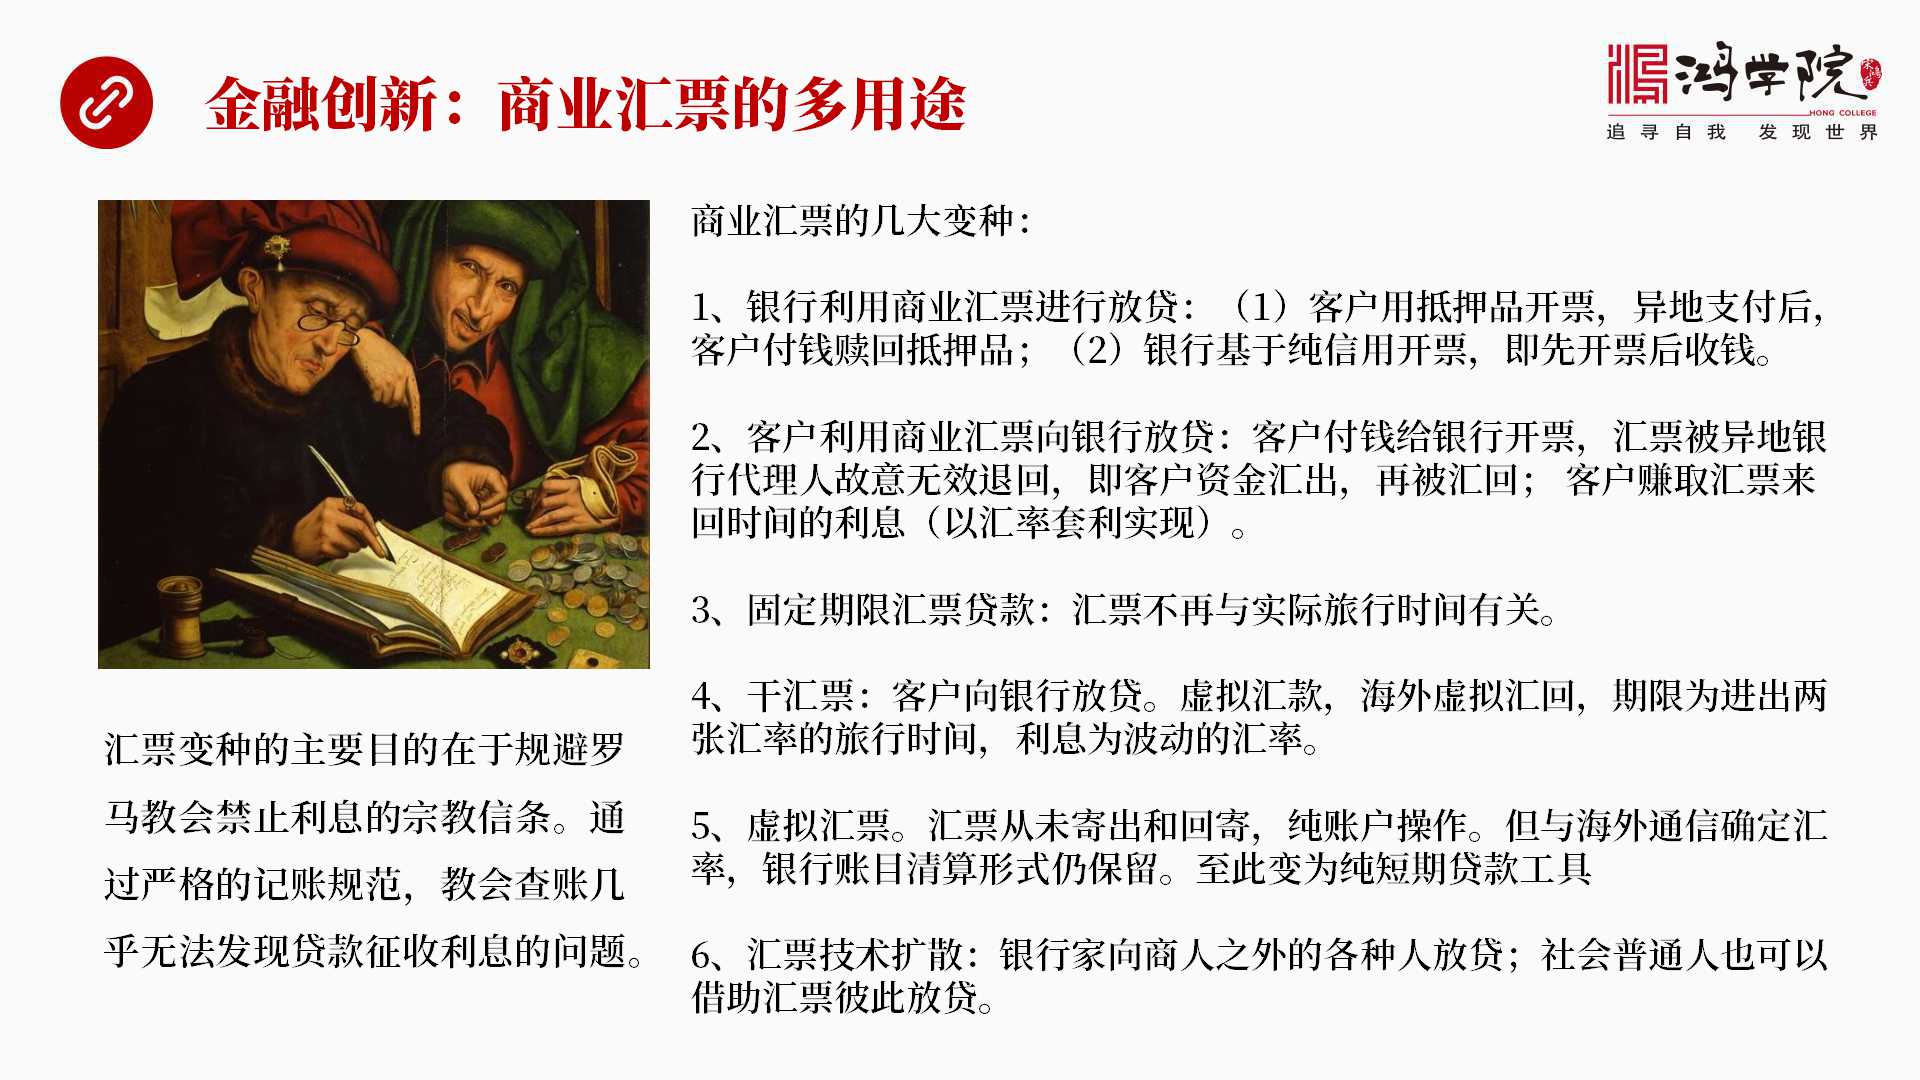 金融创新：商业汇票的多用途
鸿学院
宋鸿兵
HONG COLLEGE
追寻自我 发现世界
商业汇票的几大变种：
1、银行利用商业汇票进行放贷：（1）客户用抵押品开票，异地支付后，
客户付钱赎回抵押品；（2）银行基于纯信用开票，即先开票后收钱。
2、客户利用商业汇票向银行放贷：客户付钱给银行开票，汇票被异地银
行代理人故意无效退回，即客户资金汇出，再被汇回； 客户赚取汇票来
回时间的利息（以汇率套利实现）。
3、固定期限汇票贷款：汇票不再与实际旅行时间有关。
4、干汇票：客户向银行放贷。虚拟汇款，海外虚拟汇回，期限为进出两
张汇率的旅行时间，利息为波动的汇率。
5、虚拟汇票。汇票从未寄出和回寄，纯账户操作。但与海外通信确定汇
率，银行账目清算形式仍保留。至此变为纯短期贷款工具
6、汇票技术扩散：银行家向商人之外的各种人放贷；社会普通人也可以
借助汇票彼此放贷。
汇票变种的主要目的在于规避罗
马教会禁止利息的宗教信条。通
过严格的记账规范，教会查账几
乎无法发现贷款征收利息的问题。